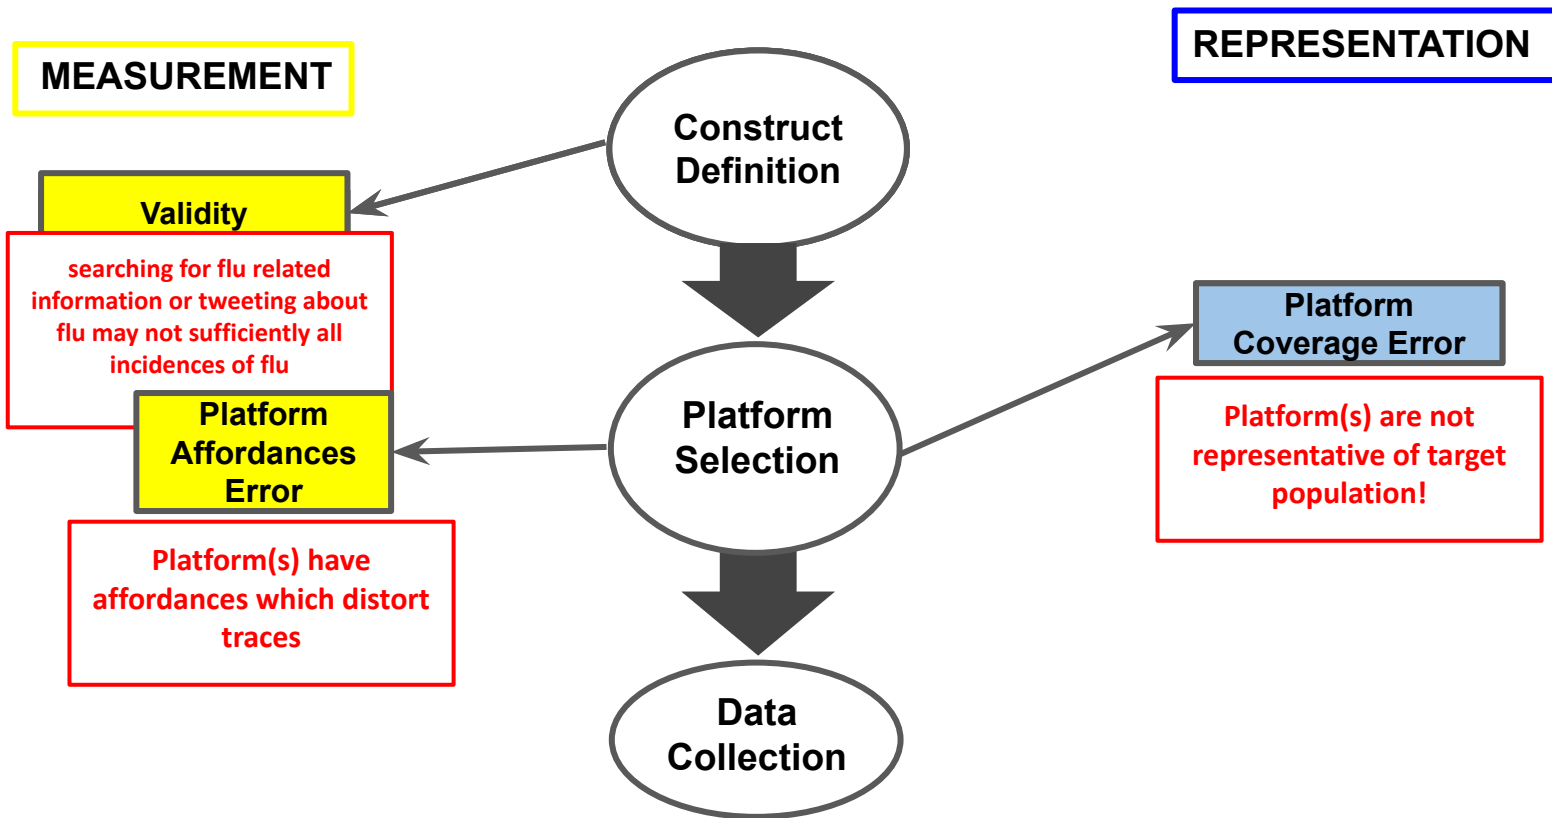 MEASUREMENT
REPRESENTATION
Construct
Definition
Validity
searching for flu related
information or tweeting about
flu may not sufficiently all
incidences of flu
Platform
Coverage Error
Platform(s) are not
representative of target
population!
Platform
Selection
Platform
Affordances
Error
Platform(s) have
affordances which distort
traces
Data
Collection